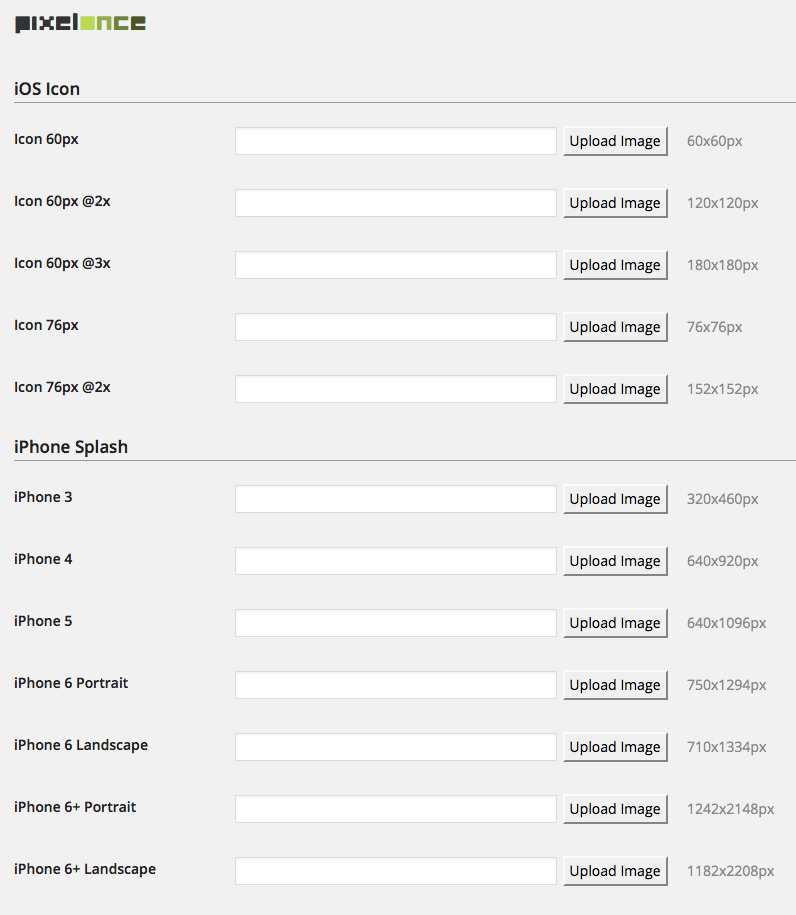 pixelonce
iOS Icon
Icon 60px Upload Image 60x60px
Icon 60px @2x Upload Image 120x120px
Icon 60px @3x Upload Image 180x180px
Icon 76px Upload Image 76x76px
Icon 76px @2x Upload Image 152x152px
iPhone Splash
iPhone 3 Upload Image 320x460px
iPhone 4 Upload Image 640x920px
iPhone 5 Upload Image 640x1096px
iPhone 6 Portrait Upload Image 750x1294px
iPhone 6 Landscape Upload Image 710x1334px
iPhone 6+ Portrait Upload Image 1242x2148px
iPhone 6+ Landscape Upload Image 1182x2208px